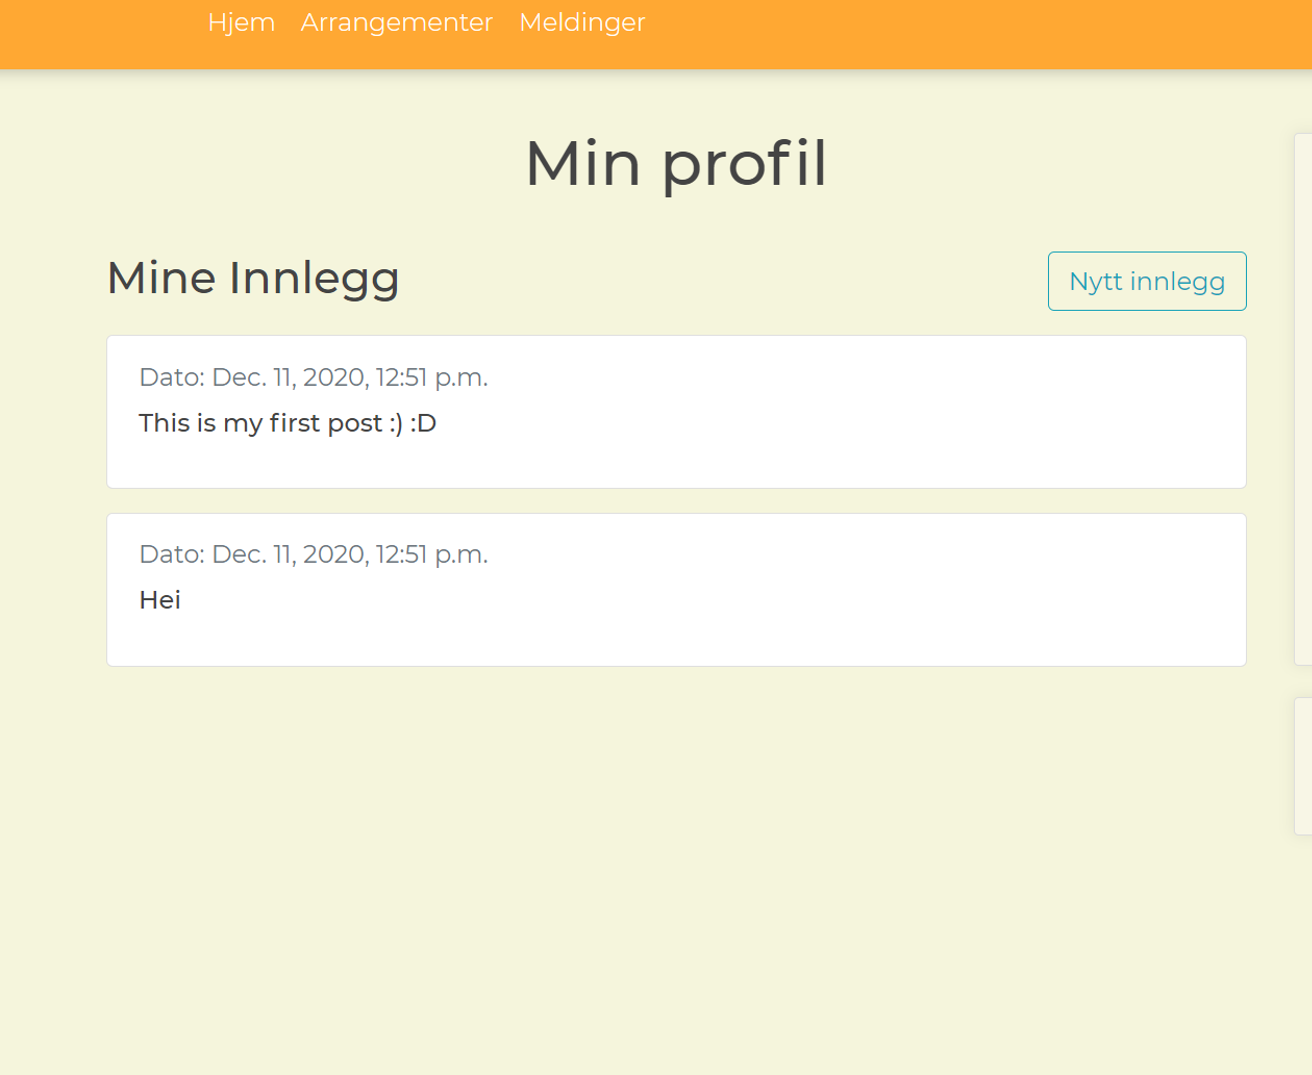 Hjem Arrangementer Meldinger
Min profil
Mine Innlegg
Nytt innlegg
Dato: Dec. 11, 2020, 12:51 p.m.
This is my first post :) :D
Dato: Dec. 11, 2020, 12:51 p.m.
Hei